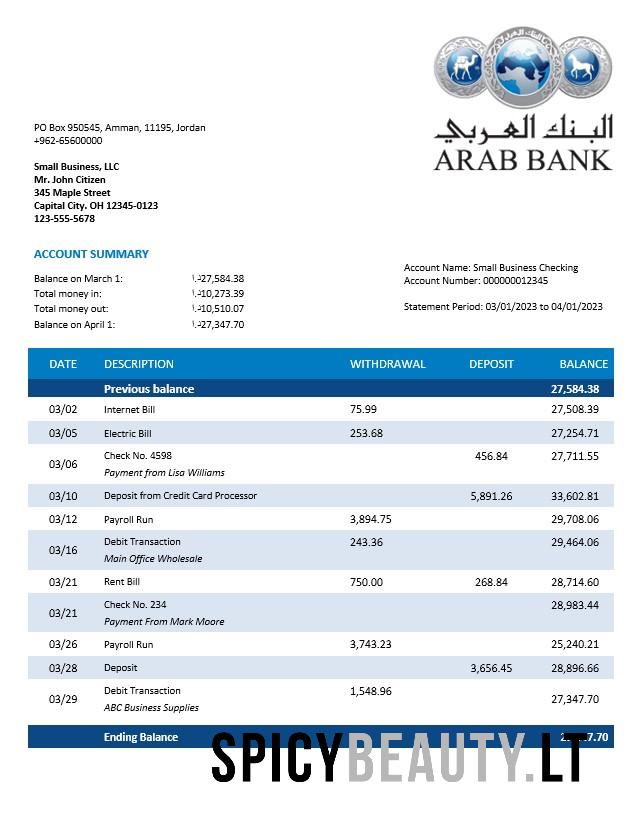 البنك العربي
ARAB BANK
PO Box 950545, Amman, 11195, Jordan
+962-65600000
Small Business, LLC
Mr. John Citizen
345 Maple Street
Capital City. OH 12345-0123
123-555-5678
ACCOUNT SUMMARY
Balance on March 1: 27,584.38
Total money in: 10,273.39
Total money out: 10,510.07
Balance on April 1: 27,347.70
Account Name: Small Business Checking
Account Number: 000000012345
Statement Period: 03/01/2023 to 04/01/2023
DATE DESCRIPTION WITHDRAWAL DEPOSIT BALANCE
Previous balance 27,584.38
03/02 Internet Bill 75.99 27,508.39
03/05 Electric Bill 253.68 27,254.71
03/06 Check No. 4598 456.84 27,711.55
Payment from Lisa Williams
03/10 Deposit from Credit Card Processor 5,891.26 33,602.81
03/12 Payroll Run 3,894.75 29,708.06
03/16 Debit Transaction 243.36 29,464.06
Main Office Wholesale
03/21 Rent Bill 750.00 268.84 28,714.60
03/21 Check No. 234 28,983.44
Payment From Mark Moore
03/26 Payroll Run 3,743.23 25,240.21
03/28 Deposit 3,656.45 28,896.66
03/29 Debit Transaction 1,548.96 27,347.70
ABC Business Supplies
Ending Balance
SPICYBEAUTY.LT